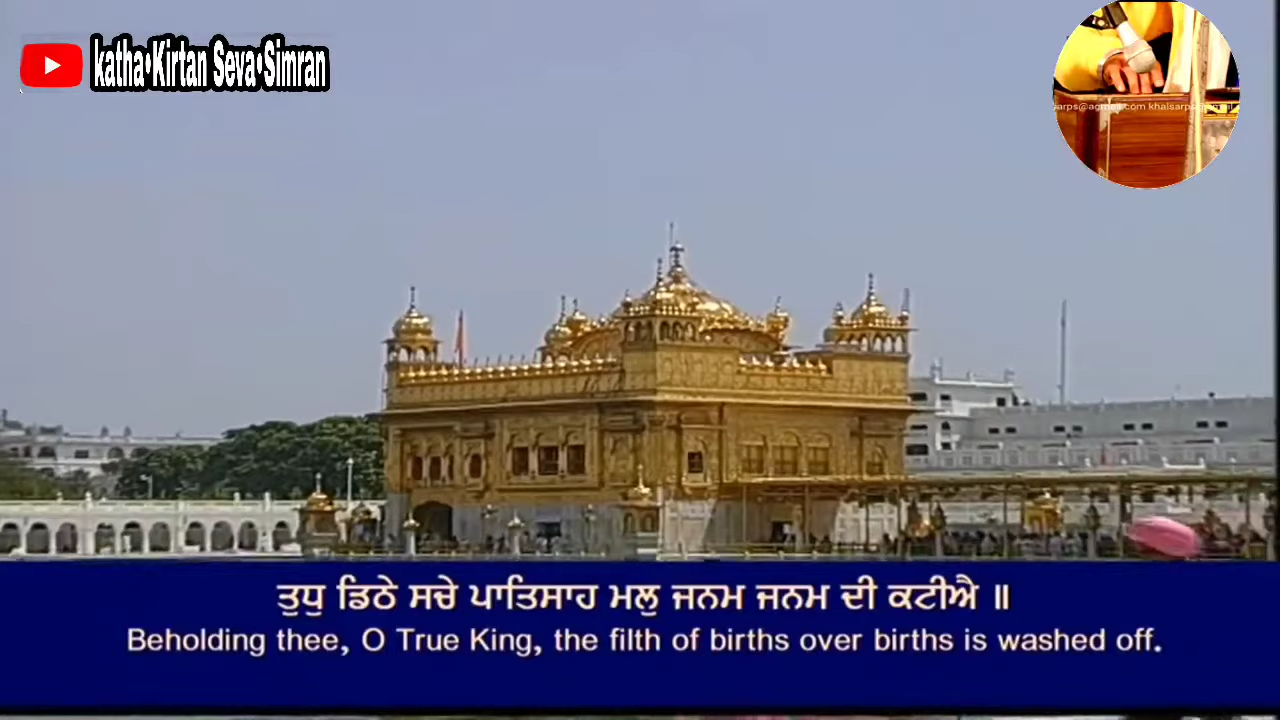 katha•Kirtan Seva•Simran
ਤੁਧੁ ਡਿਠੇ ਸਚੇ ਪਾਤਿਸਾਹ ਮਲੁ ਜਨਮ ਜਨਮ ਦੀ ਕਟੀਐ ॥
Beholding thee, O True King, the filth of births over births is washed off.